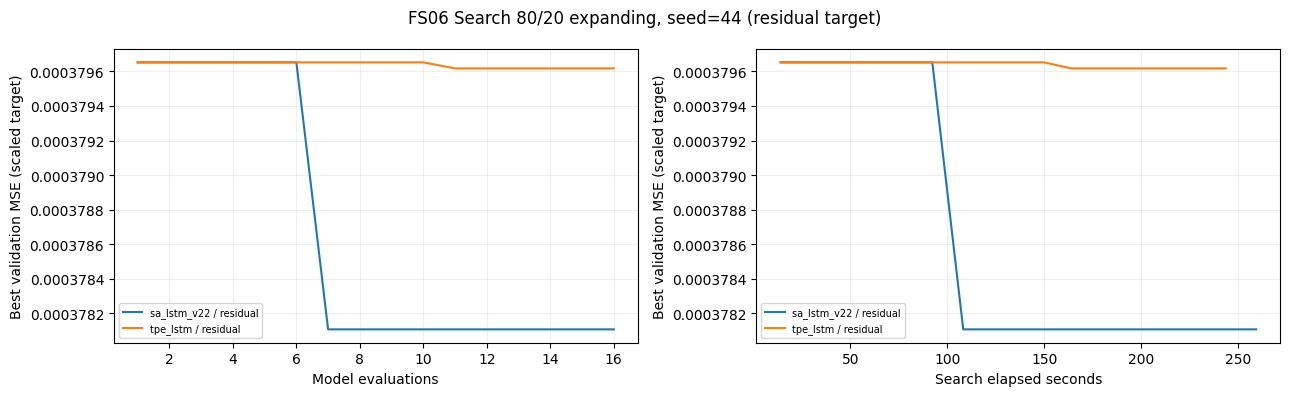 FS06 Search 80/20 expanding, seed=44 (residual target)
Best validation MSE (scaled target)
0.0003796
0.0003794
0.0003792
0.0003790
0.0003788
0.0003786
0.0003784
0.0003782
sa_lstm_v22 / residual
tpe_lstm / residual
2 4 6 8 10 12 14 16
Model evaluations
Best validation MSE (scaled target)
0.0003796
0.0003794
0.0003792
0.0003790
0.0003788
0.0003786
0.0003784
0.0003782
sa_lstm_v22 / residual
tpe_lstm / residual
50 100 150 200 250
Search elapsed seconds